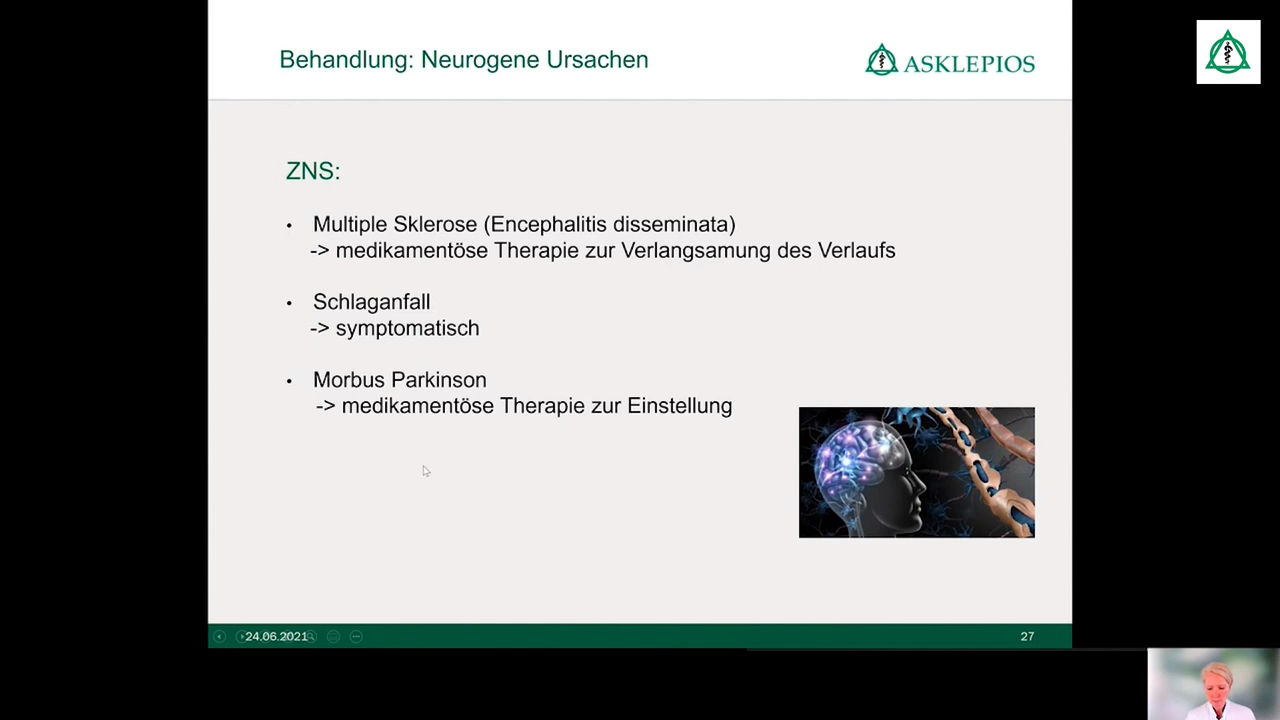 Behandlung: Neurogene Ursachen
ASKLEPIOS
ZNS:
• Multiple Sklerose (Encephalitis disseminata)
-> medikamentöse Therapie zur Verlangsamung des Verlaufs
• Schlaganfall
-> symptomatisch
• Morbus Parkinson
-> medikamentöse Therapie zur Einstellung
24.06.2021
27